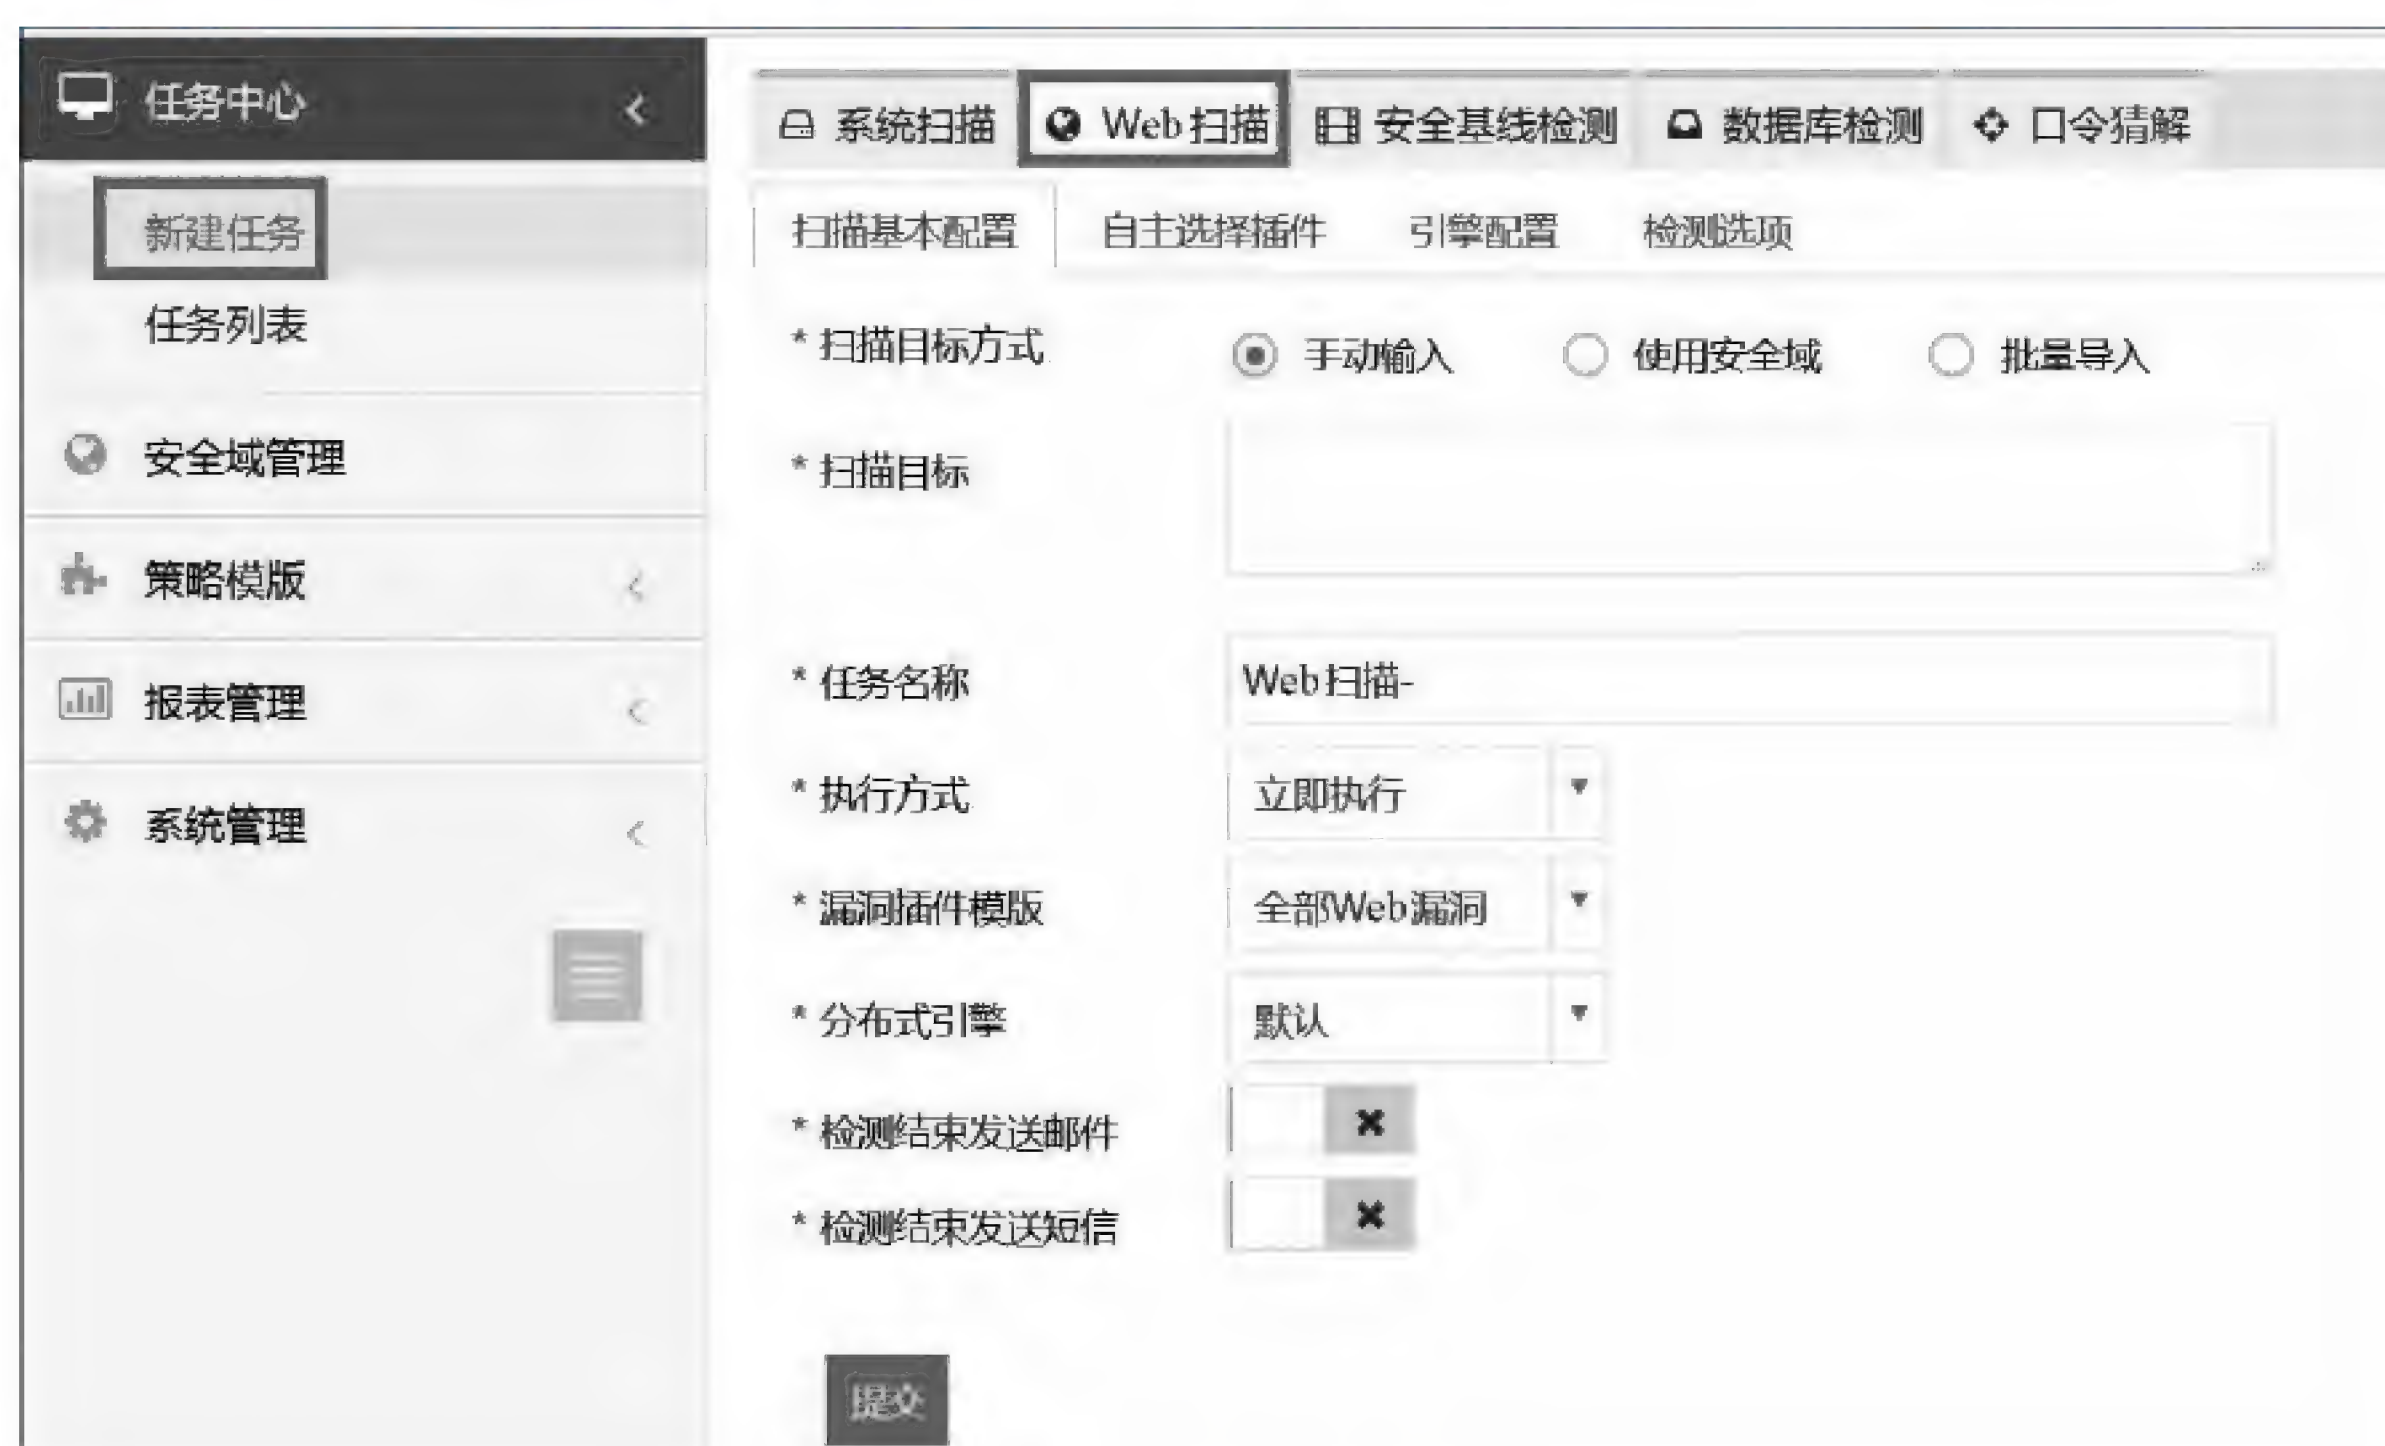 任务中心
新建任务
任务列表
安全域管理
策略模版
报表管理
系统管理
系统扫描 Web扫描 安全基线检测 数据库检测 口令猜解
扫描基本配置 自主选择插件 引擎配置 检测选项
* 扫描目标方式 手动输入 使用安全域 批量导入
* 扫描目标
* 任务名称 Web扫描-
* 执行方式 立即执行
* 漏洞插件模版 全部Web漏洞
* 分布式引擎 默认
* 检测结束发送邮件
* 检测结束发送短信
提交